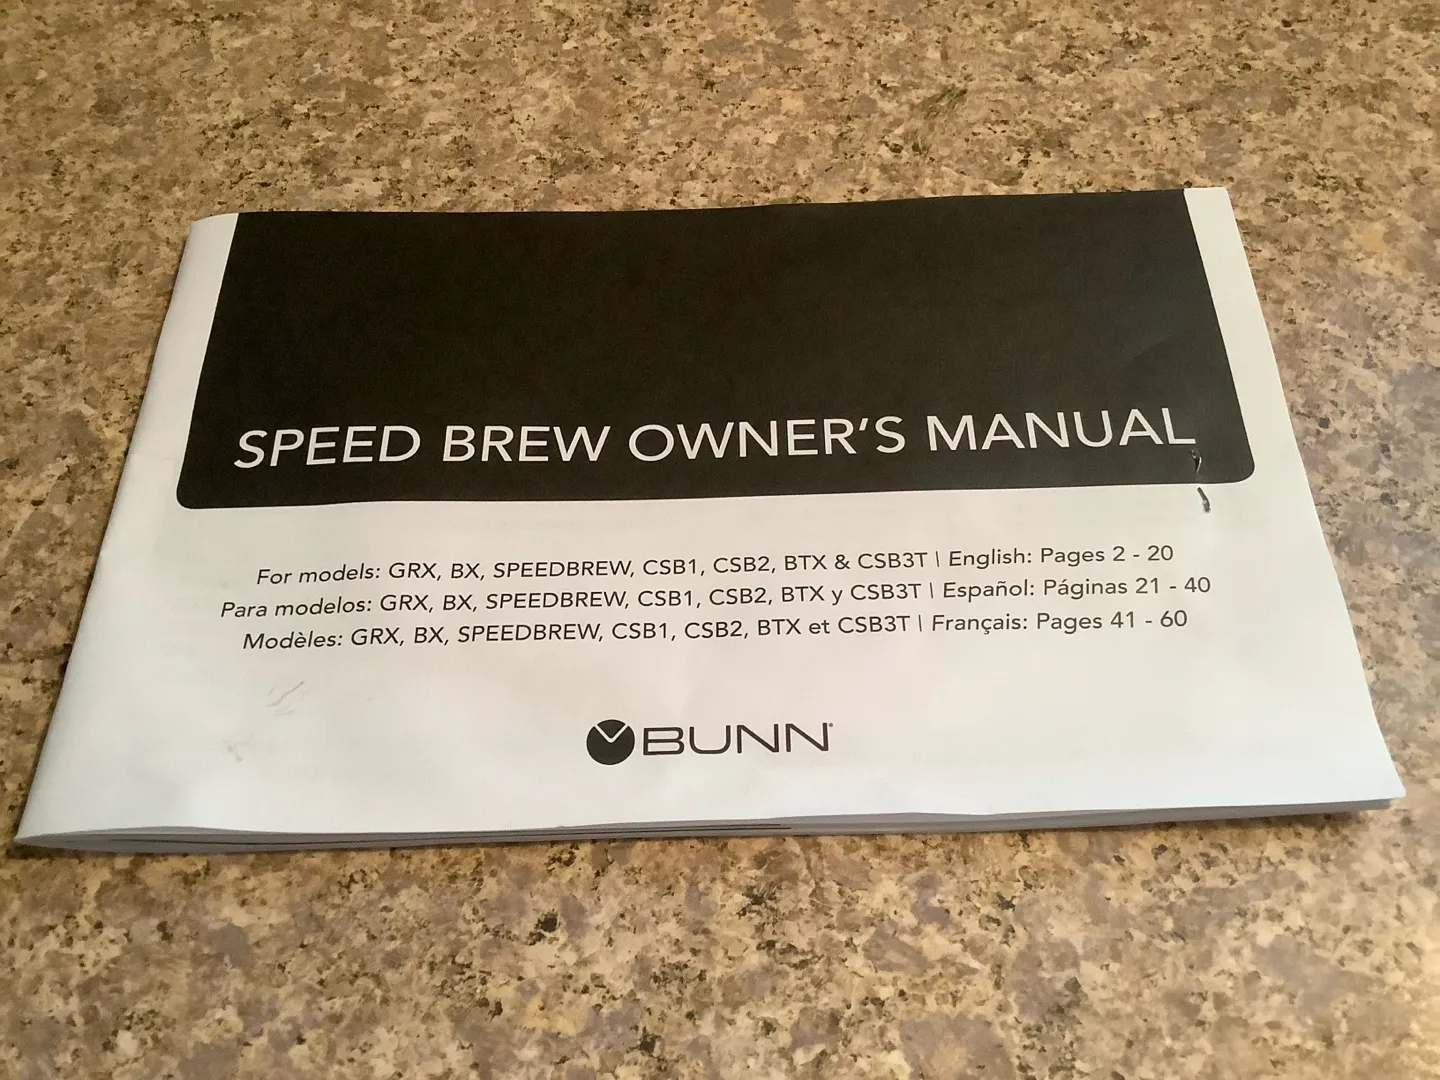 SPEED BREW OWNER’S MANUAL
For models: GRX, BX, SPEEDBREW, CSB1, CSB2, BTX & CSB3T | English: Pages 2 - 20
Para modelos: GRX, BX, SPEEDBREW, CSB1, CSB2, BTX y CSB3T | Español: Páginas 21 - 40
Modèles: GRX, BX, SPEEDBREW, CSB1, CSB2, BTX et CSB3T | Français: Pages 41 - 60
BUNN®